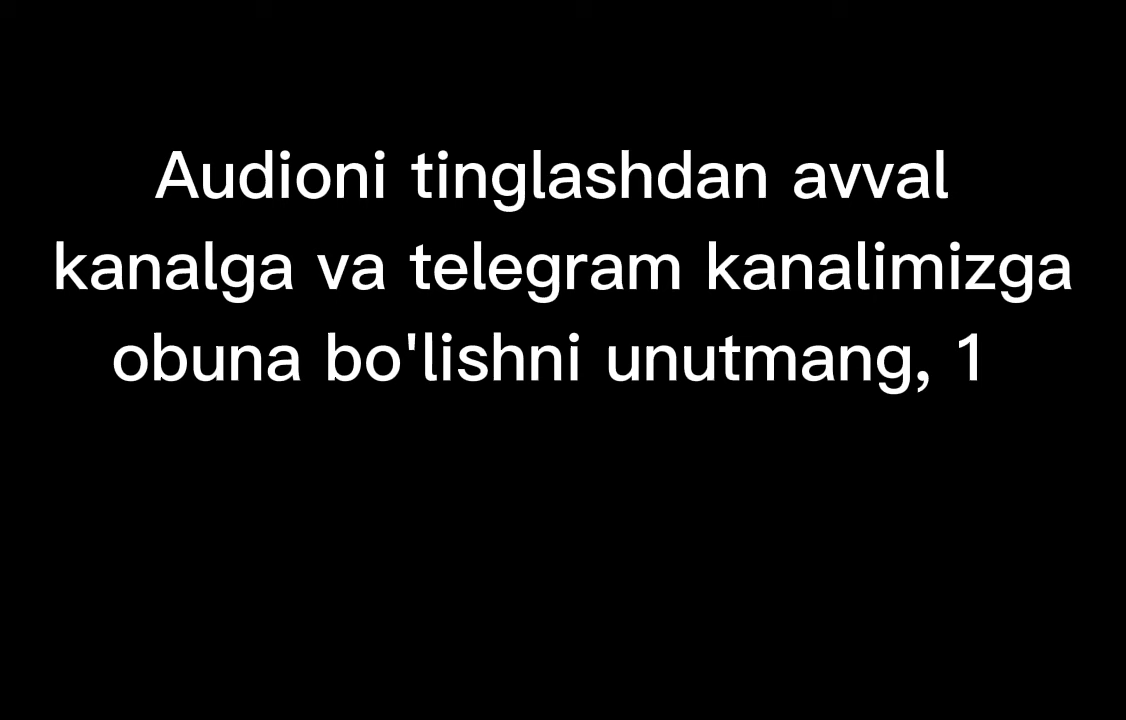 Audioni tinglashdan avval
kanalga va telegram kanalimizga
obuna bo'lishni unutmang, 1